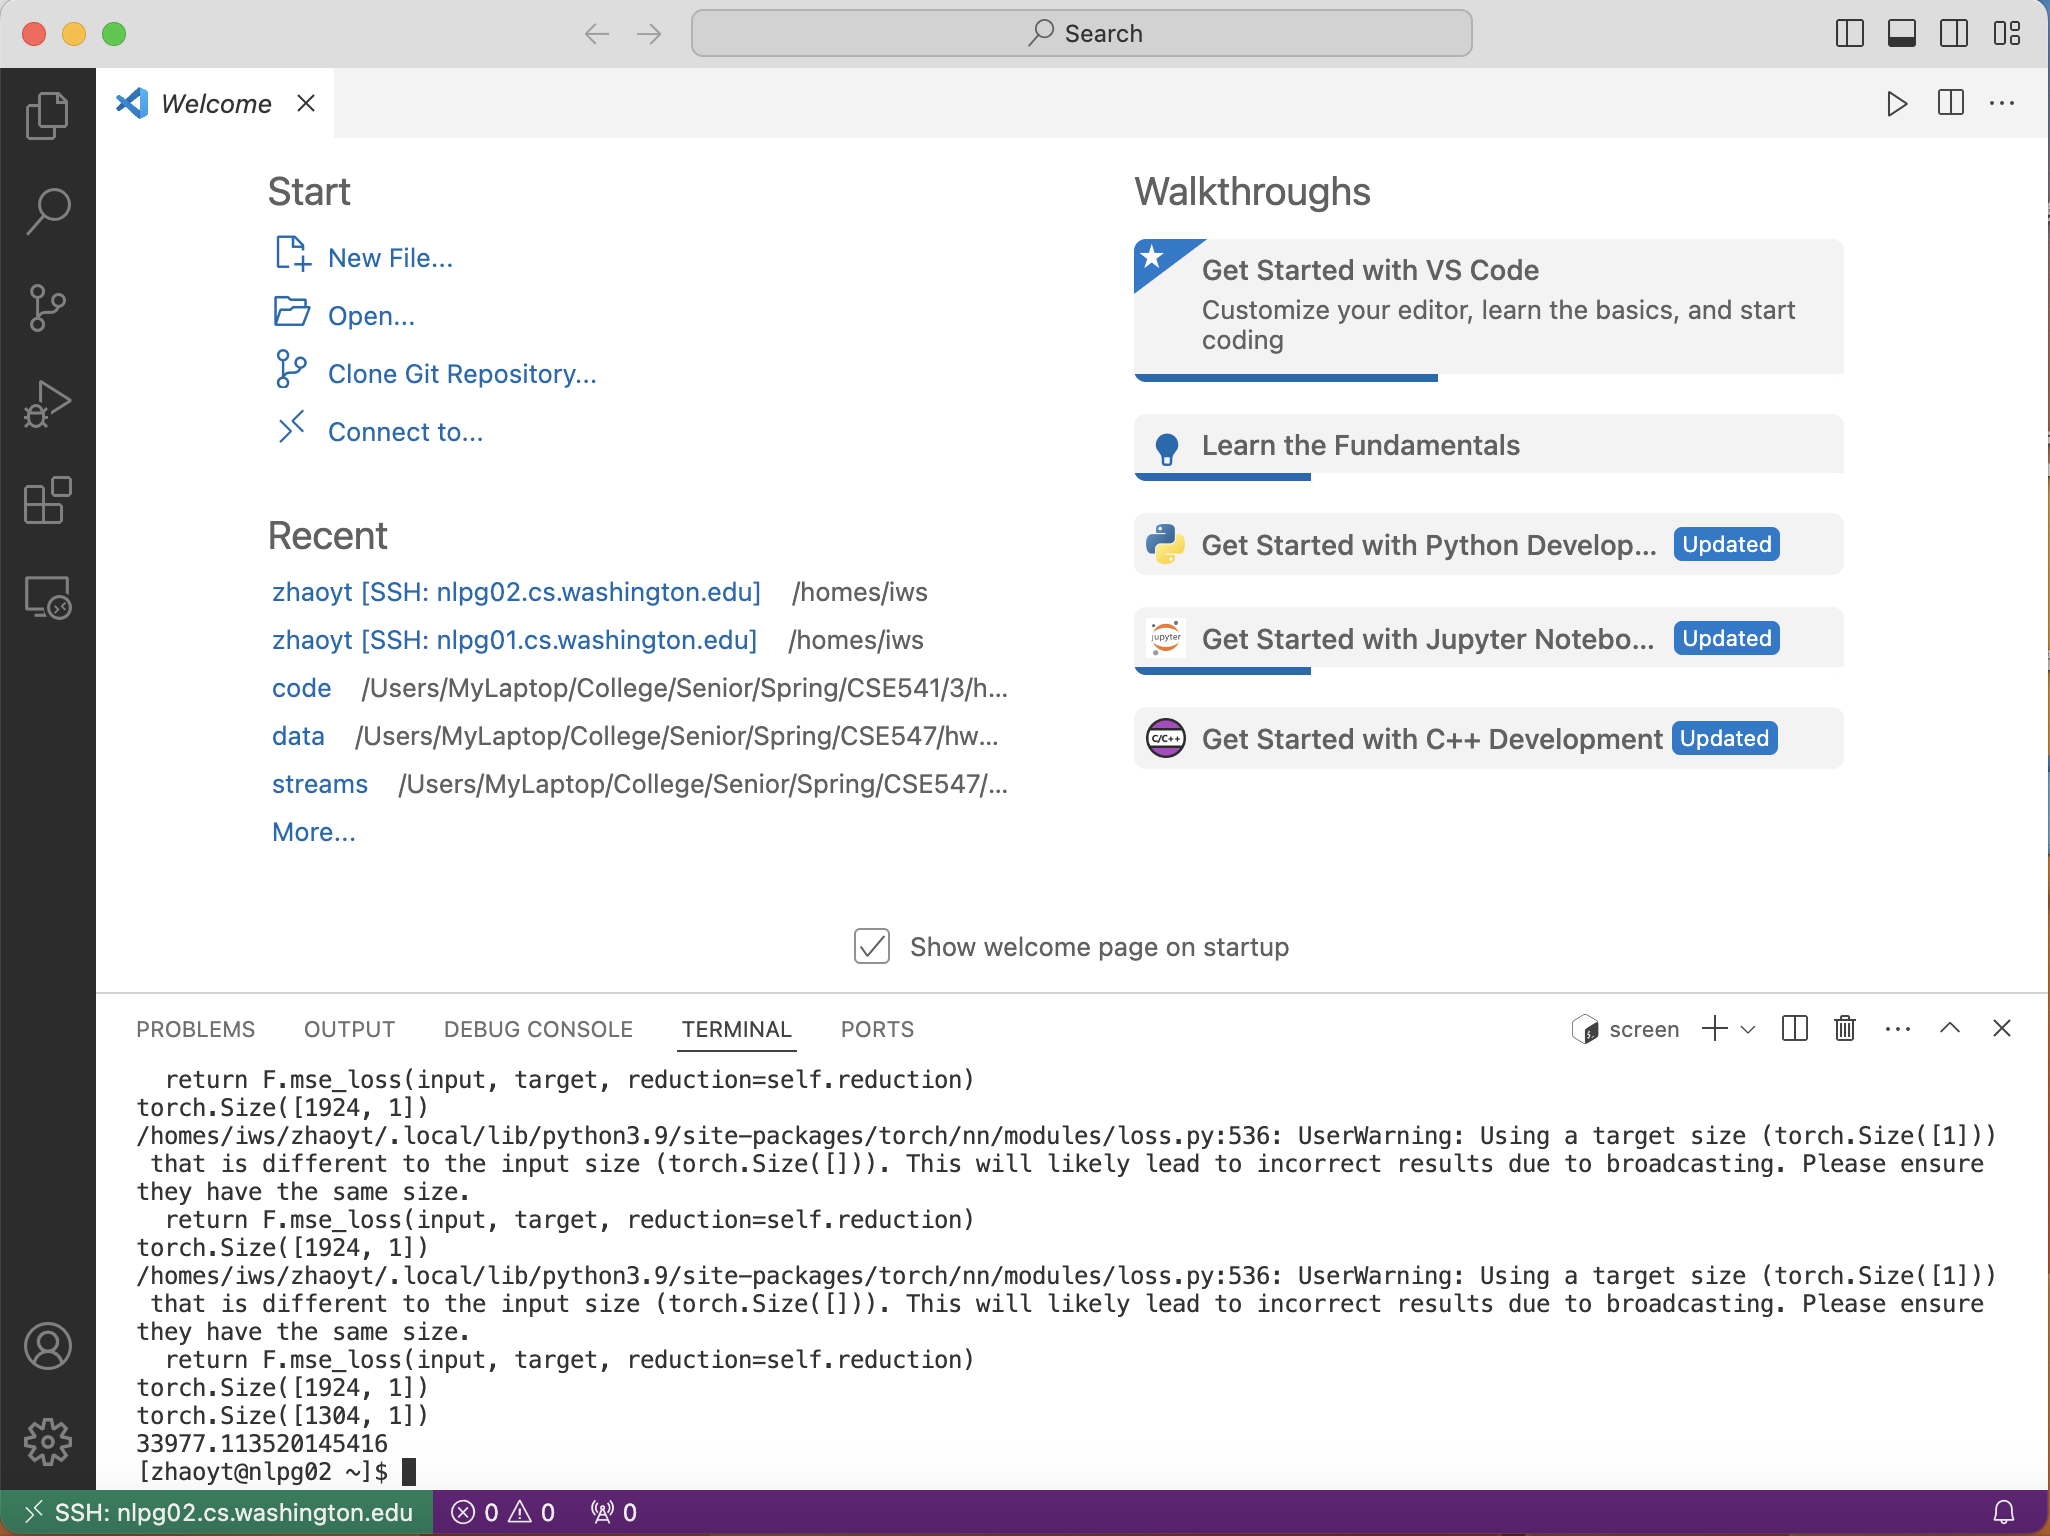 Search
Welcome
Start
New File...
Open...
Clone Git Repository...
Connect to...
Recent
zhaoyt [SSH: nlpg02.cs.washington.edu] /homes/iws
zhaoyt [SSH: nlpg01.cs.washington.edu] /homes/iws
code /Users/MyLaptop/College/Senior/Spring/CSE541/3/h...
data /Users/MyLaptop/College/Senior/Spring/CSE547/hw...
streams /Users/MyLaptop/College/Senior/Spring/CSE547/...
More...
Walkthroughs
Get Started with VS Code
Customize your editor, learn the basics, and start
coding
Learn the Fundamentals
Get Started with Python Develop... Updated
jupyter Get Started with Jupyter Notebo... Updated
C/C++ Get Started with C++ Development Updated
Show welcome page on startup
PROBLEMS OUTPUT DEBUG CONSOLE TERMINAL PORTS screen
  return F.mse_loss(input, target, reduction=self.reduction)
torch.Size([1924, 1])
/homes/iws/zhaoyt/.local/lib/python3.9/site-packages/torch/nn/modules/loss.py:536: UserWarning: Using a target size (torch.Size([1]))
 that is different to the input size (torch.Size([])). This will likely lead to incorrect results due to broadcasting. Please ensure
they have the same size.
  return F.mse_loss(input, target, reduction=self.reduction)
torch.Size([1924, 1])
/homes/iws/zhaoyt/.local/lib/python3.9/site-packages/torch/nn/modules/loss.py:536: UserWarning: Using a target size (torch.Size([1]))
 that is different to the input size (torch.Size([])). This will likely lead to incorrect results due to broadcasting. Please ensure
they have the same size.
  return F.mse_loss(input, target, reduction=self.reduction)
torch.Size([1924, 1])
torch.Size([1304, 1])
33977.113520145416
[zhaoyt@nlpg02 ~]$
SSH: nlpg02.cs.washington.edu 0 0 0